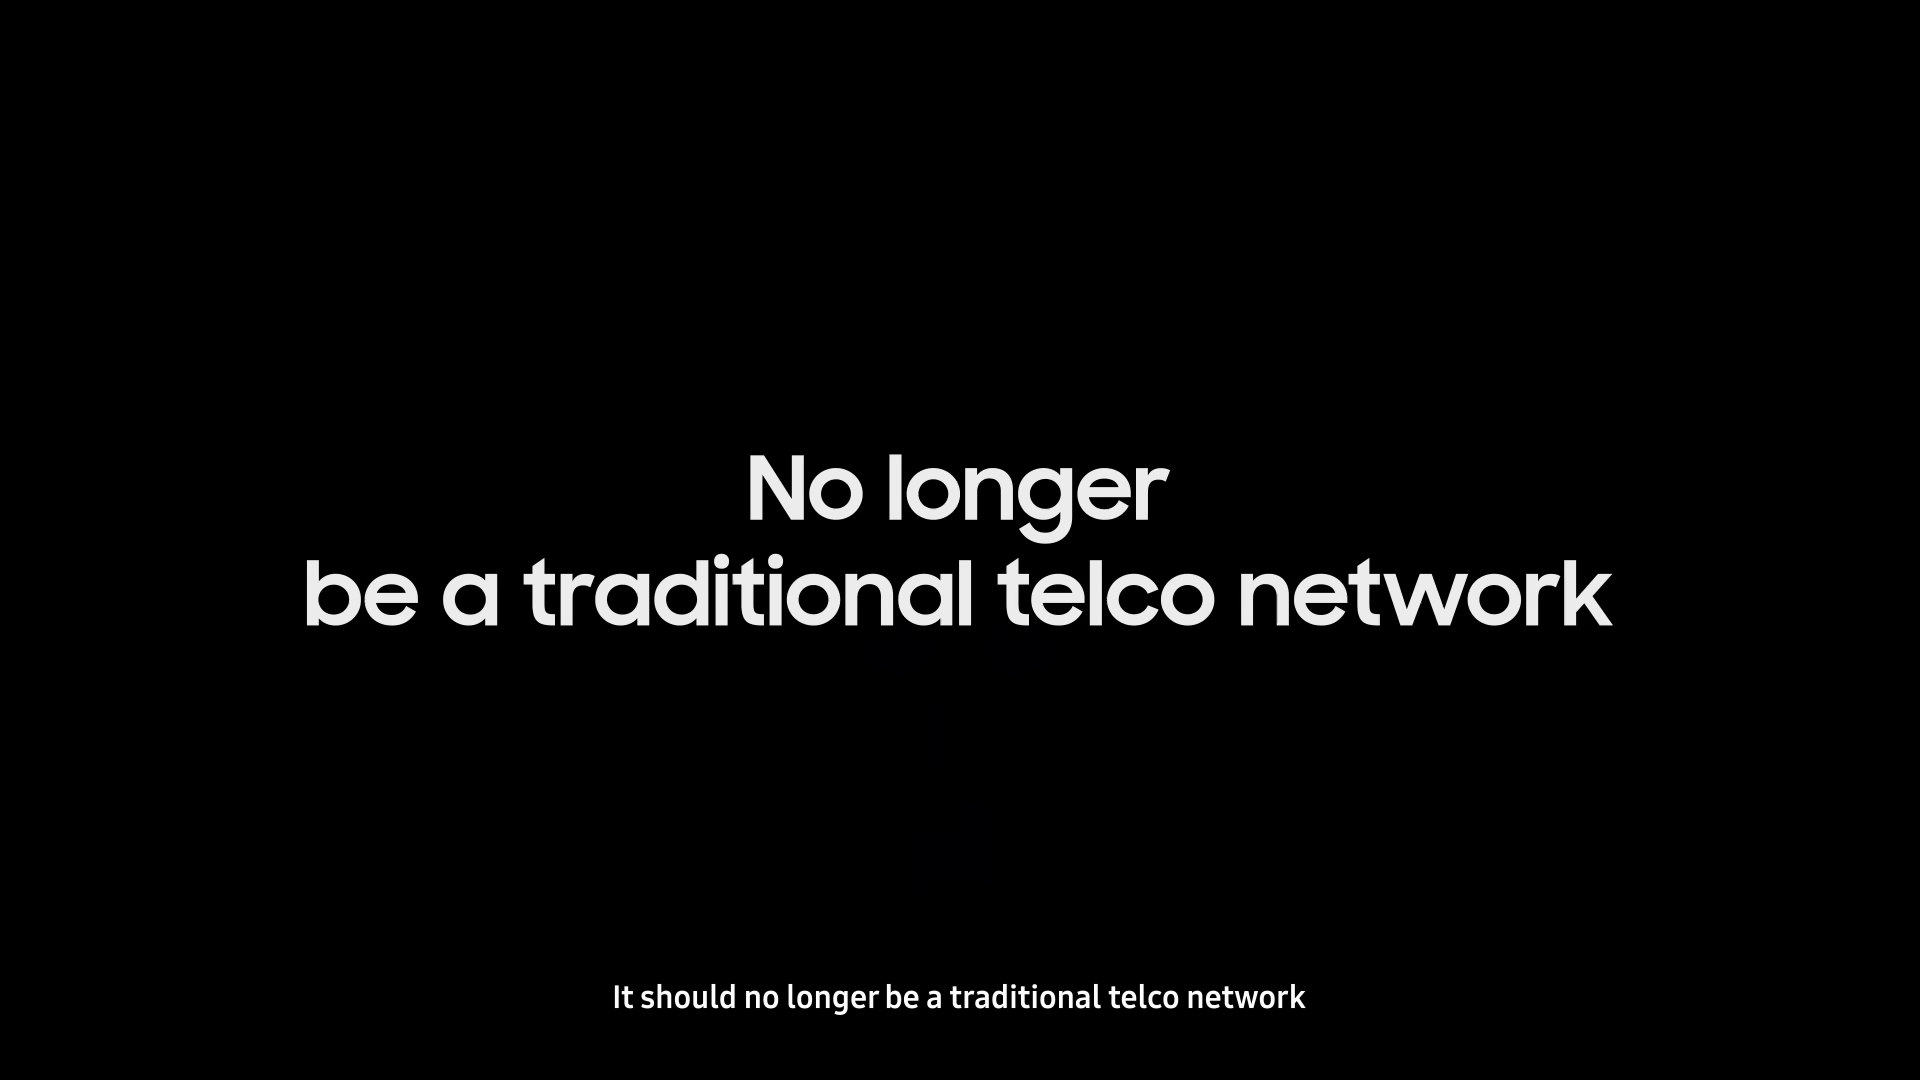 No longer
be a traditional telco network
It should no longer be a traditional telco network